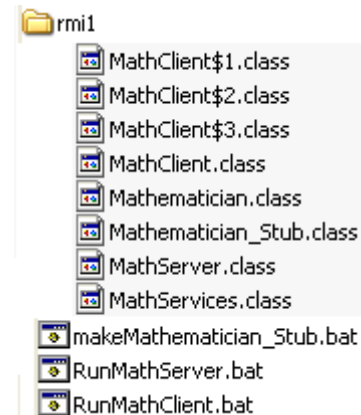 rmi1
MathClient$1.class
MathClient$2.class
MathClient$3.class
MathClient.class
Mathematician.class
Mathematician_Stub.class
MathServer.class
MathServices.class
makeMathematician_Stub.bat
RunMathServer.bat
RunMathClient.bat